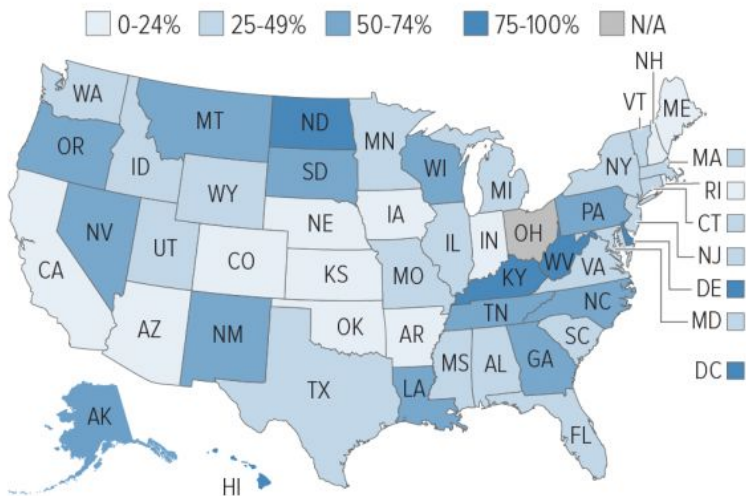 0-24% 25-49% 50-74% 75-100% N/A
NH
WA
MT
ND
MN
VT
ME
OR
ID
SD
WI
NY
MA
WY
MI
RI
NV
NE
IA
PA
CT
CA
UT
CO
IL
IN
OH
NJ
KS
MO
KY
WV
VA
DE
AZ
NM
OK
AR
TN
NC
MD
TX
MS
AL
GA
SC
LA
DC
AK
FL
HI